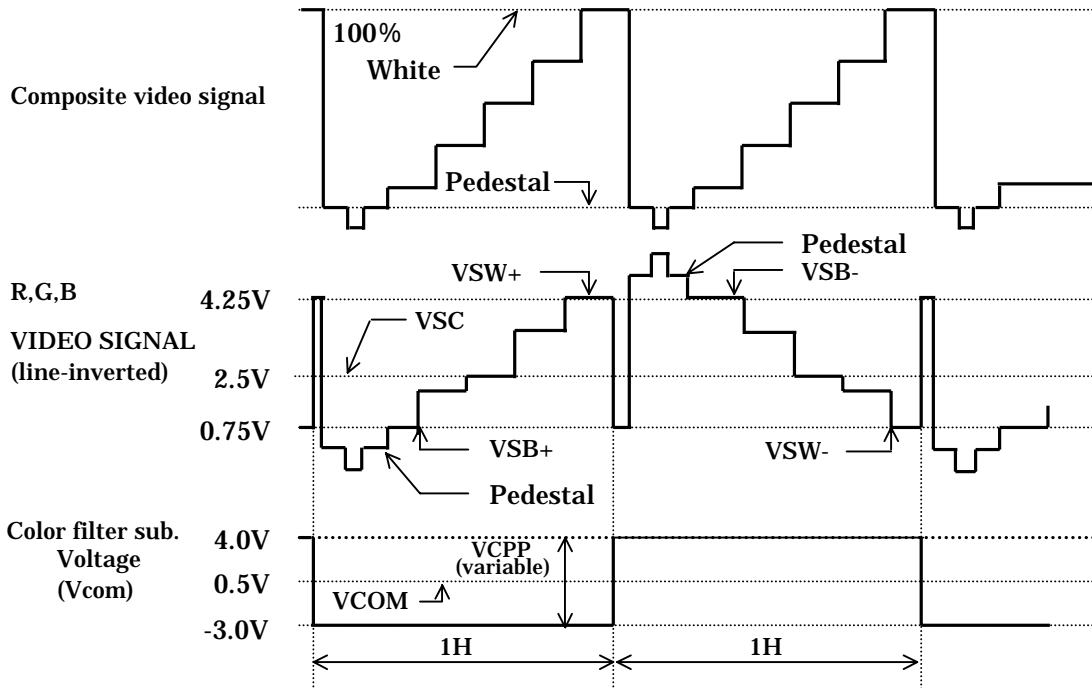 100%
White
Composite video signal
Pedestal
Pedestal
VSW+
VSB-
R,G,B
4.25V
VSC
VIDEO SIGNAL
(line-inverted)
2.5V
0.75V
VSB+
VSW-
Pedestal
Color filter sub.
4.0V
VCPP
Voltage
(variable)
0.5V
(Vcom)
VCOM
-3.0V
1H
1H